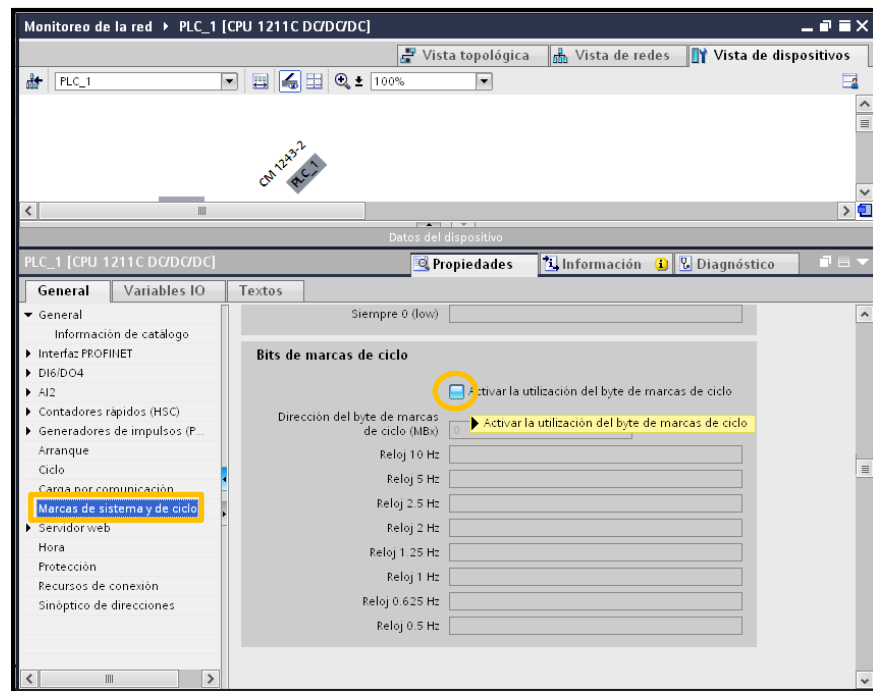 Monitoreo de la red ▸ PLC_1 [CPU 1211C DC/DC/DC]
Vista topológica Vista de redes Vista de dispositivos
PLC_1 100%
CM 1243-2
PLC_1
Datos del dispositivo
PLC_1 [CPU 1211C DC/DC/DC] Propiedades Información Diagnóstico
General Variables IO Textos
General
Información de catálogo
Interfaz PROFINET
DI6/DO4
AI2
Contadores rápidos (HSC)
Generadores de impulsos (P...
Arranque
Ciclo
Carga por comunicación
Marcas de sistema y de ciclo
Servidor web
Hora
Protección
Recursos de conexión
Sinóptico de direcciones
Siempre 0 (low)
Bits de marcas de ciclo
Activar la utilización del byte de marcas de ciclo
Dirección del byte de marcas
de ciclo (MBx) 0
Activar la utilización del byte de marcas de ciclo
Reloj 10 Hz
Reloj 5 Hz
Reloj 2.5 Hz
Reloj 2 Hz
Reloj 1.25 Hz
Reloj 1 Hz
Reloj 0.625 Hz
Reloj 0.5 Hz